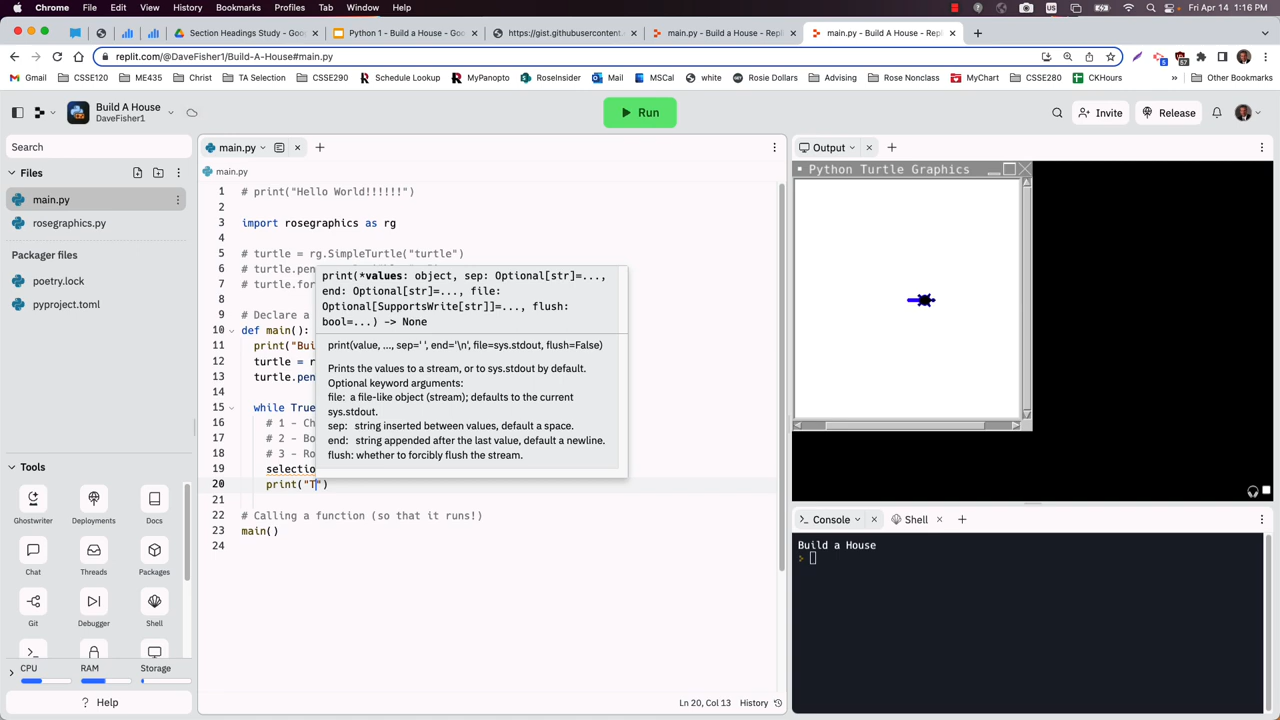 Chrome File Edit View History Bookmarks Profiles Tab Window Help
US Fri Apr 14 1:16 PM
Section Headings Study - Goo
Python 1 - Build a House - Goo
https://gist.githubusercontent.
main.py - Build a House - Repl
main.py - Build A House - Repl
replit.com/@DaveFisher1/Build-A-House#main.py
5 57
Gmail CSSE120 ME435 Christ TA Selection CSSE290 Schedule Lookup MyPanopto RoseInsider Mail MSCal white Rosie Dollars Advising Rose Nonclass MyChart CSSE280 CKHours » Other Bookmarks
Build A House
DaveFisher1
Run
Invite
Release
Search
Files
main.py
rosegraphics.py
Packager files
poetry.lock
pyproject.toml
Tools
Ghostwriter Deployments Docs
Chat Threads Packages
Git Debugger Shell
CPU RAM Storage
? Help
main.py
main.py
1 # print("Hello World!!!!!!")
2
3 import rosegraphics as rg
4
5 # turtle = rg.SimpleTurtle("turtle")
6 # turtle.pen
7 # turtle.for
8
9 # Declare a
10 def main():
11 print("Bui
12 turtle = r
13 turtle.pen
14
15 while True
16 # 1 - Ch
17 # 2 - Bo
18 # 3 - Ro
19 selectio
20 print("T")
21
22 # Calling a function (so that it runs!)
23 main()
24
print(*values: object, sep: Optional[str]=...,
end: Optional[str]=..., file:
Optional[SupportsWrite[str]]=..., flush:
bool=...) -> None
print(value, ..., sep=' ', end='\n', file=sys.stdout, flush=False)
Prints the values to a stream, or to sys.stdout by default.
Optional keyword arguments:
file: a file-like object (stream); defaults to the current
sys.stdout.
sep: string inserted between values, default a space.
end: string appended after the last value, default a newline.
flush: whether to forcibly flush the stream.
Ln 20, Col 13 History
Output
Python Turtle Graphics
Console
Shell
Build a House
>